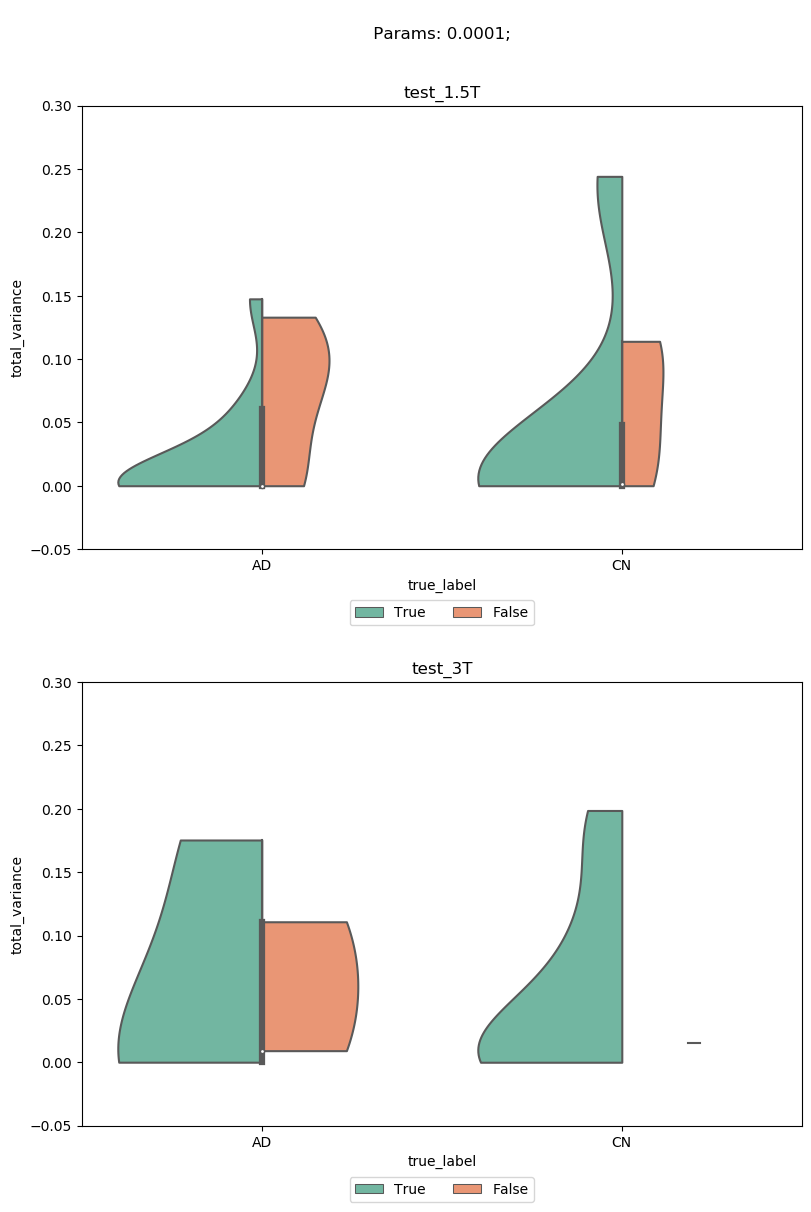 Params: 0.0001;
test_1.5T
0.30
0.25
0.20
0.15
0.10
0.05
0.00
−0.05
total_variance
AD CN
true_label
True False
test_3T
0.30
0.25
0.20
0.15
0.10
0.05
0.00
−0.05
total_variance
AD CN
true_label
True False